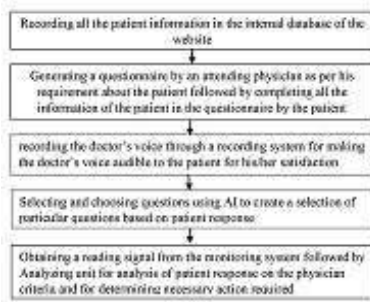 Recording all the patient information in the internal database of the
website
Generating a questionnaire by an attending physician as per his
requirement about the patient followed by completing all the
information of the patient in the questionnaire by the patient
recording the doctor's voice through a recording system for making
the doctor's voice audible to the patient for his/her satisfaction
Selecting and choosing questions using AI to create a selection of
particular questions based on patient response
Obtaining a reading signal from the monitoring system followed by
Analysing unit for analysis of patient response on the physician
criteria and for determining necessary action required